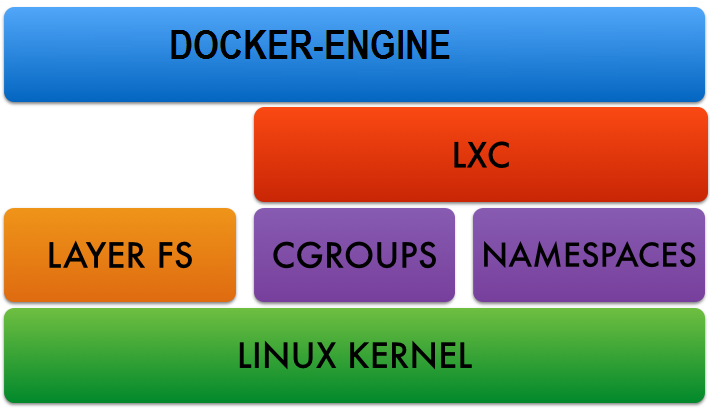 DOCKER-ENGINE
LXC
LAYER FS
CGROUPS
NAMESPACES
LINUX KERNEL